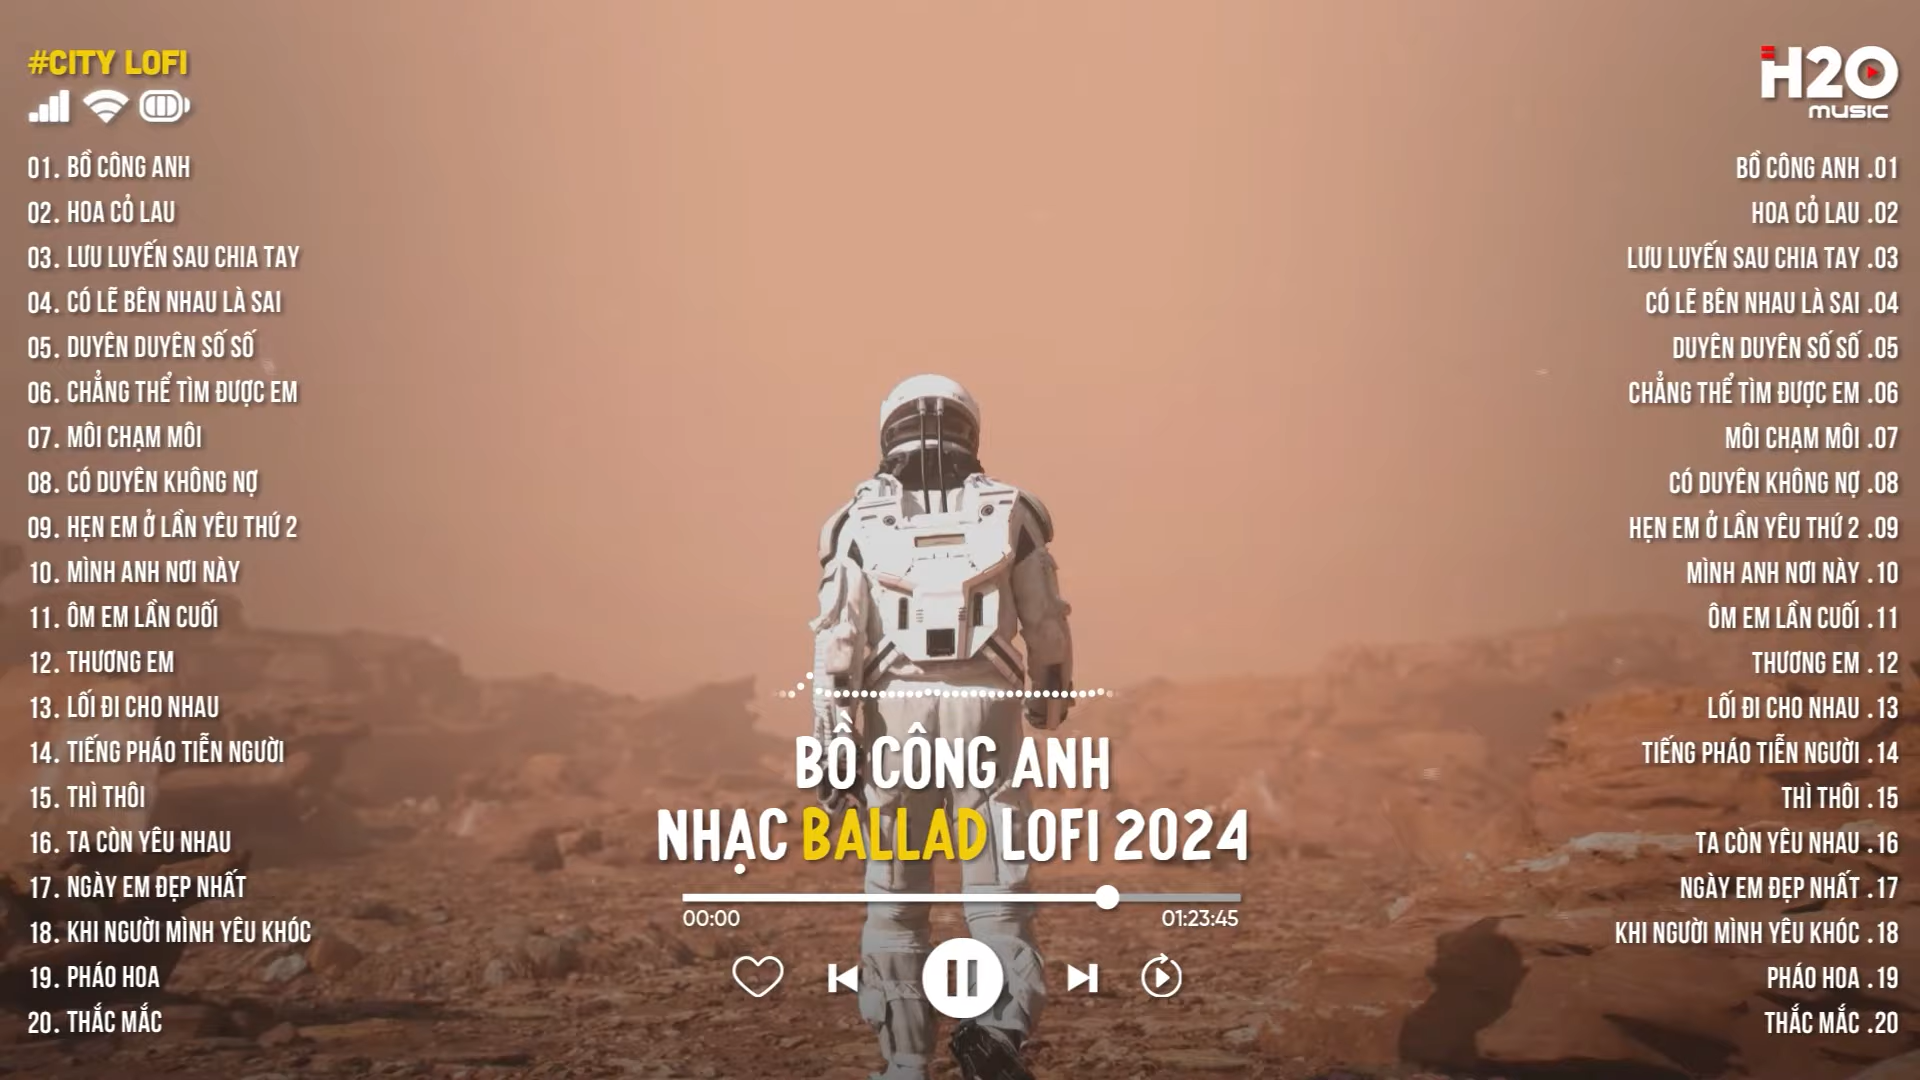 #CITY LOFI
01. BỒ CÔNG ANH
02. HOA CỎ LAU
03. LƯU LUYẾN SAU CHIA TAY
04. CÓ LẼ BÊN NHAU LÀ SAI
05. DUYÊN DUYÊN SỐ SỐ
06. CHẲNG THỂ TÌM ĐƯỢC EM
07. MÔI CHẠM MÔI
08. CÓ DUYÊN KHÔNG NỢ
09. HẸN EM Ở LẦN YÊU THỨ 2
10. MÌNH ANH NƠI NÀY
11. ÔM EM LẦN CUỐI
12. THƯƠNG EM
13. LỐI ĐI CHO NHAU
14. TIẾNG PHÁO TIỄN NGƯỜI
15. THÌ THÔI
16. TA CÒN YÊU NHAU
17. NGÀY EM ĐẸP NHẤT
18. KHI NGƯỜI MÌNH YÊU KHÓC
19. PHÁO HOA
20. THẮC MẮC
BỒ CÔNG ANH
NHẠC BALLAD LOFI 2024
00:00
01:23:45
H2O
MUSIC
BỒ CÔNG ANH .01
HOA CỎ LAU .02
LƯU LUYẾN SAU CHIA TAY .03
CÓ LẼ BÊN NHAU LÀ SAI .04
DUYÊN DUYÊN SỐ SỐ .05
CHẲNG THỂ TÌM ĐƯỢC EM .06
MÔI CHẠM MÔI .07
CÓ DUYÊN KHÔNG NỢ .08
HẸN EM Ở LẦN YÊU THỨ 2 .09
MÌNH ANH NƠI NÀY .10
ÔM EM LẦN CUỐI .11
THƯƠNG EM .12
LỐI ĐI CHO NHAU .13
TIẾNG PHÁO TIỄN NGƯỜI .14
THÌ THÔI .15
TA CÒN YÊU NHAU .16
NGÀY EM ĐẸP NHẤT .17
KHI NGƯỜI MÌNH YÊU KHÓC .18
PHÁO HOA .19
THẮC MẮC .20